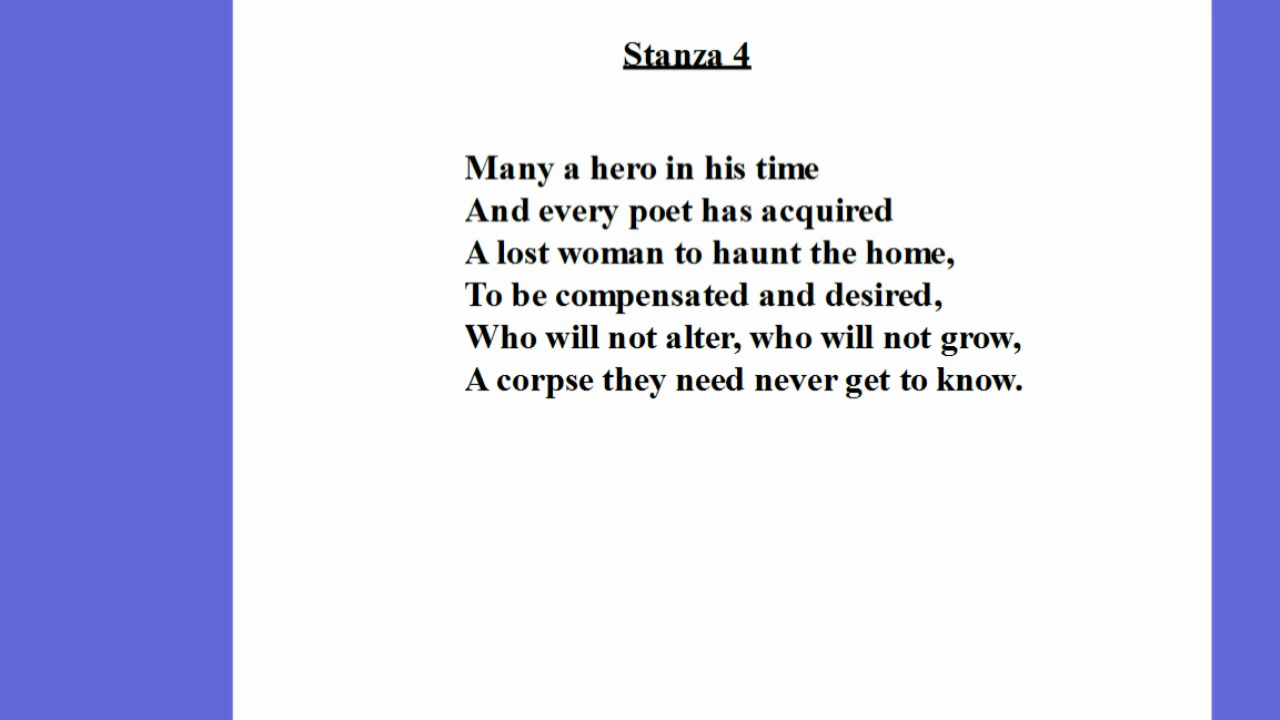 Stanza 4
Many a hero in his time
And every poet has acquired
A lost woman to haunt the home,
To be compensated and desired,
Who will not alter, who will not grow,
A corpse they need never get to know.